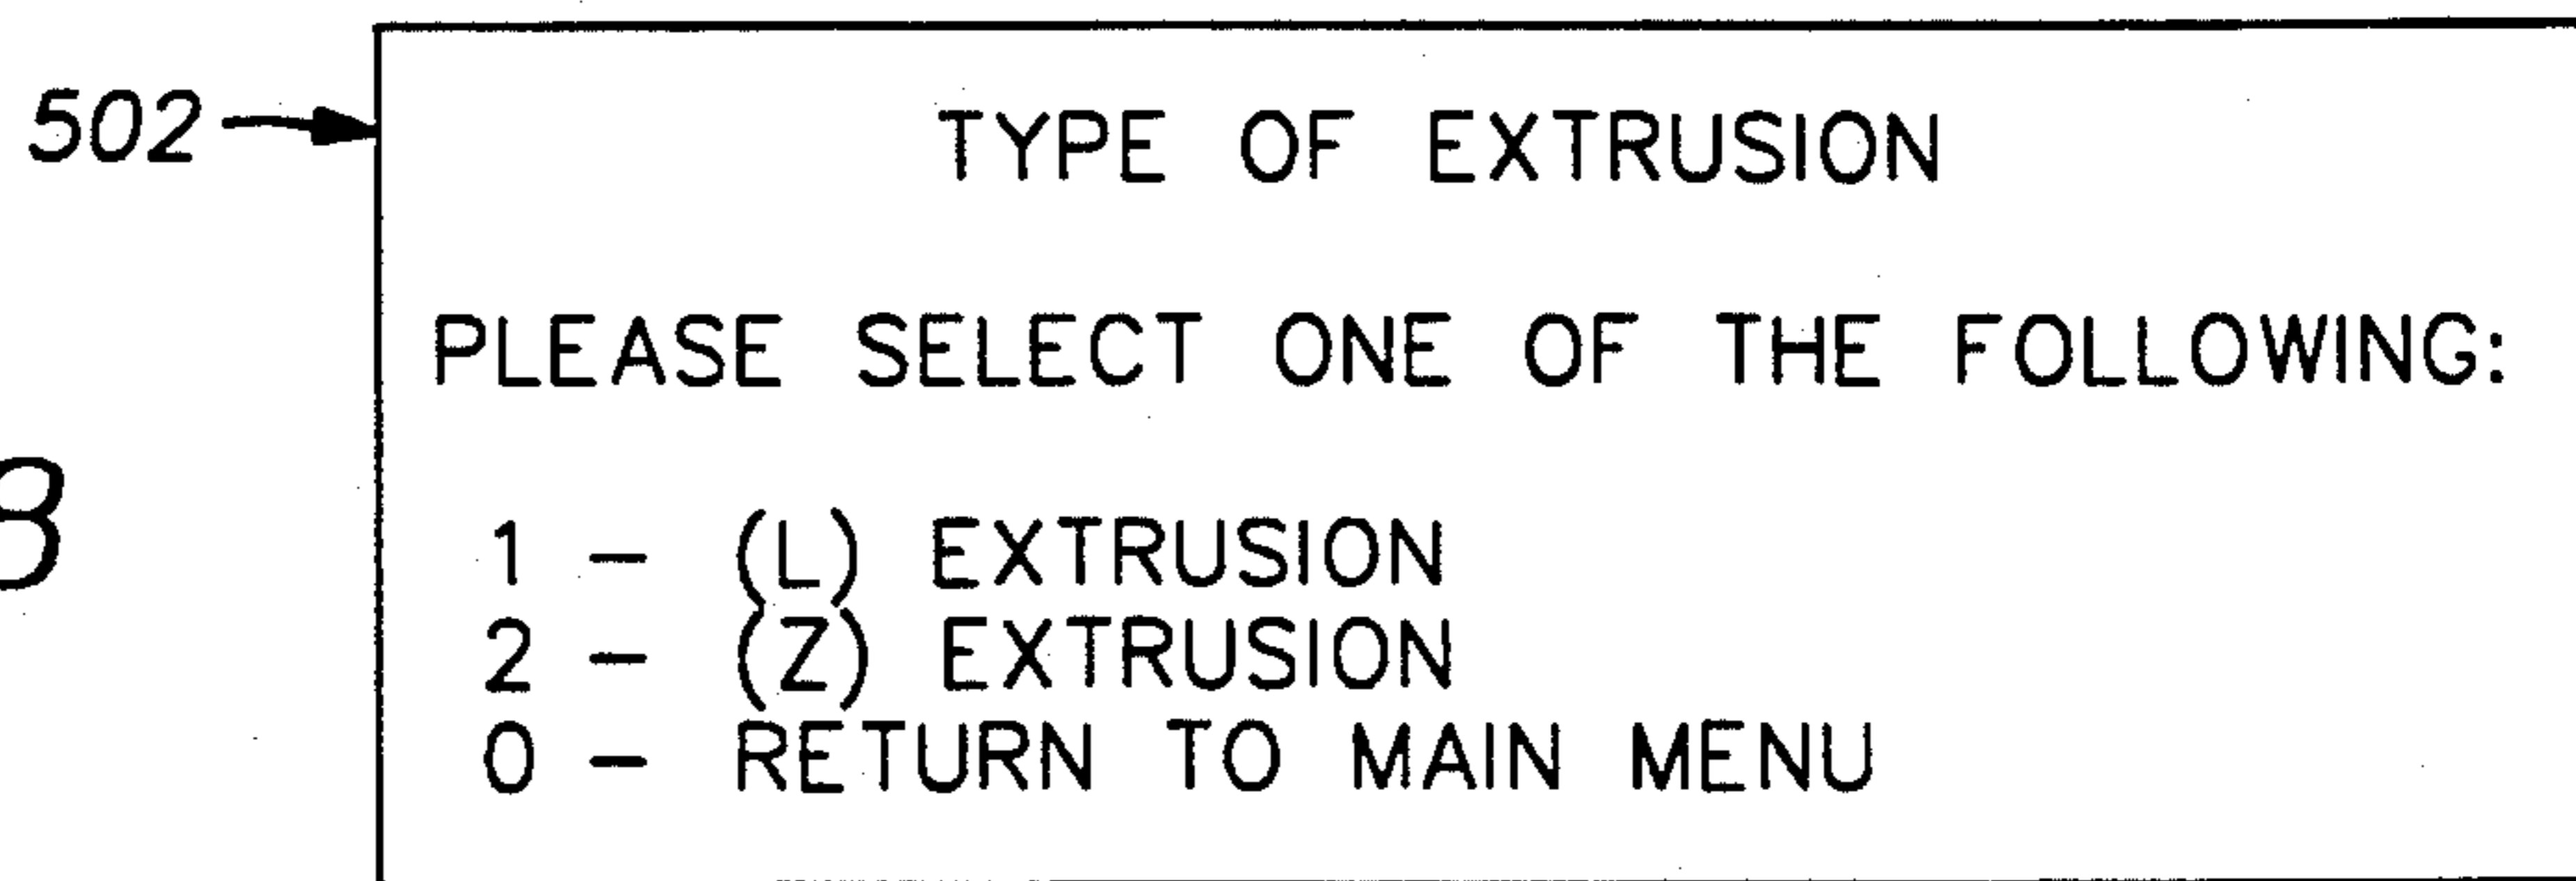 502
TYPE OF EXTRUSION
PLEASE SELECT ONE OF THE FOLLOWING:
1 - (L) EXTRUSION
2 - (Z) EXTRUSION
0 - RETURN TO MAIN MENU